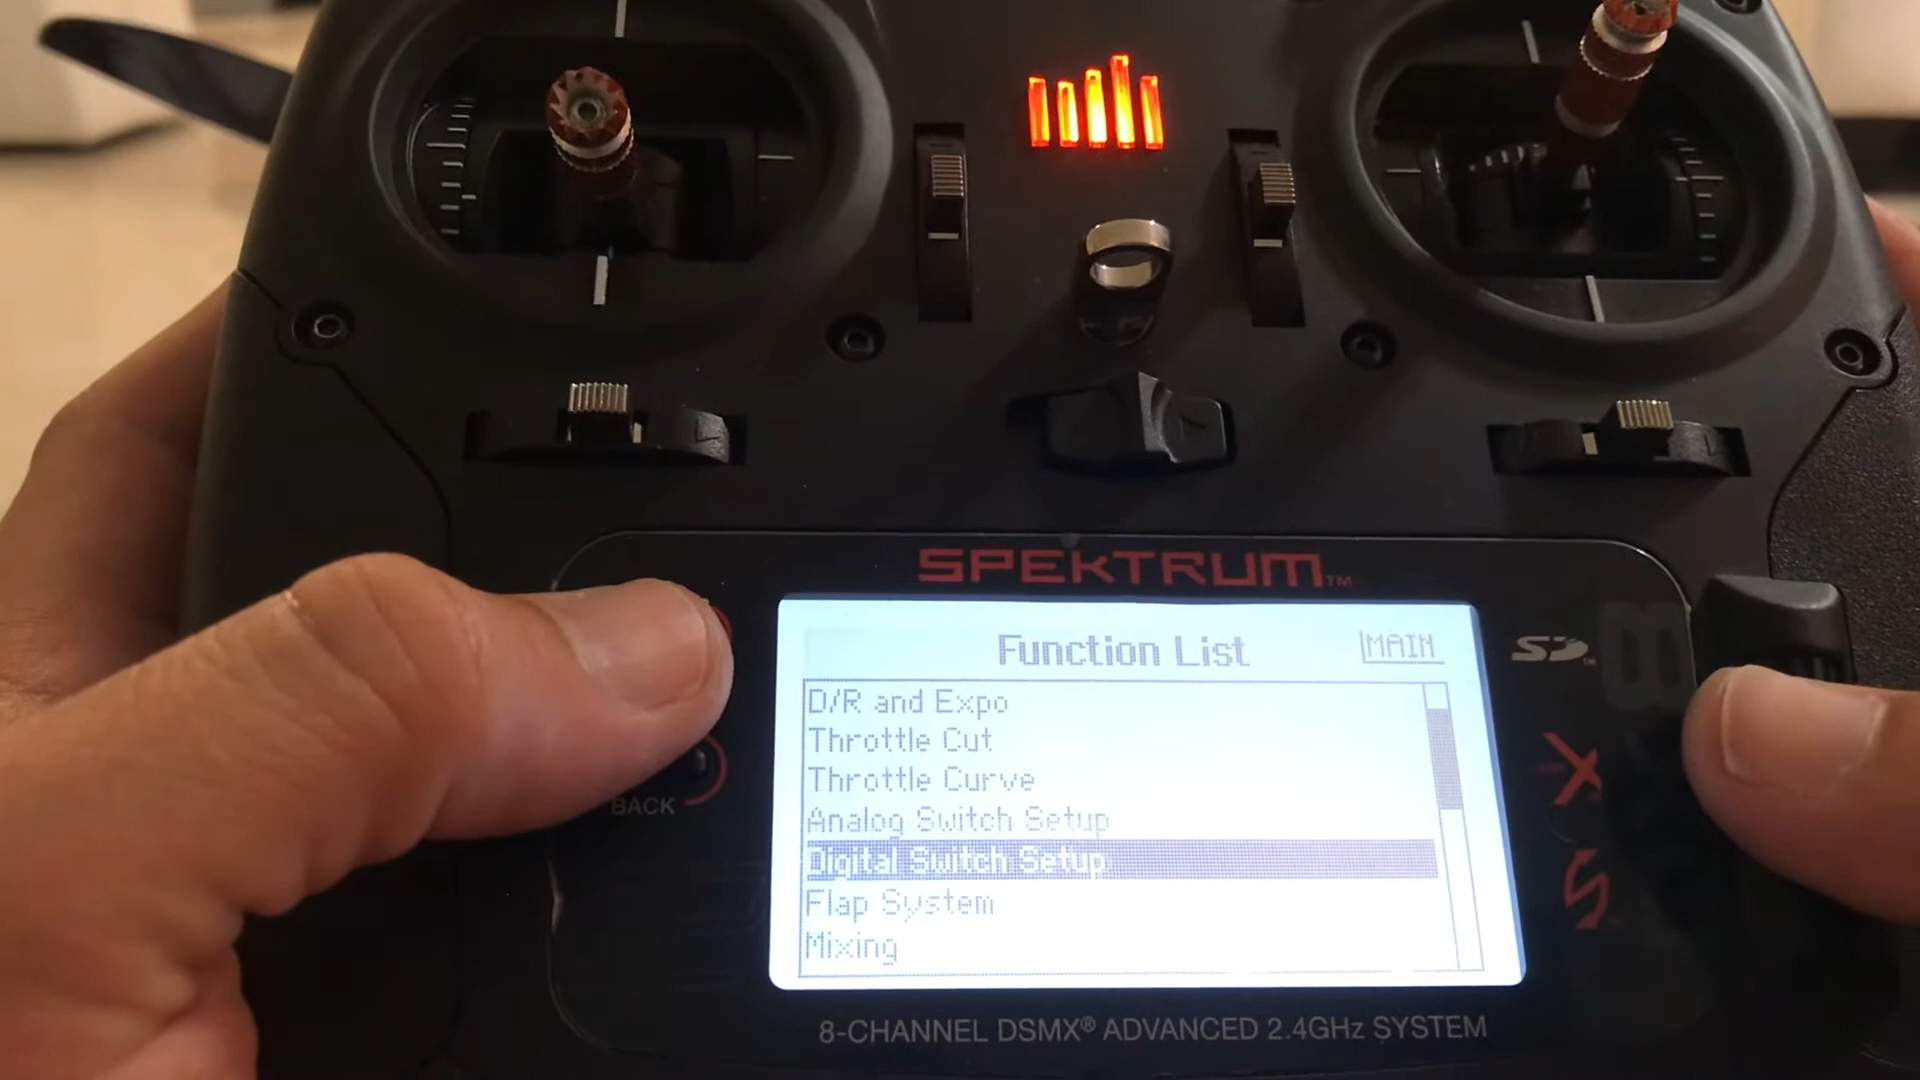 SPEKTRUM™
Function List
MAIN
D/R and Expo
Throttle Cut
Throttle Curve
Analog Switch Setup
Digital Switch Setup
Flap System
Mixing
BACK
SD™
8-CHANNEL DSMX® ADVANCED 2.4GHz SYSTEM